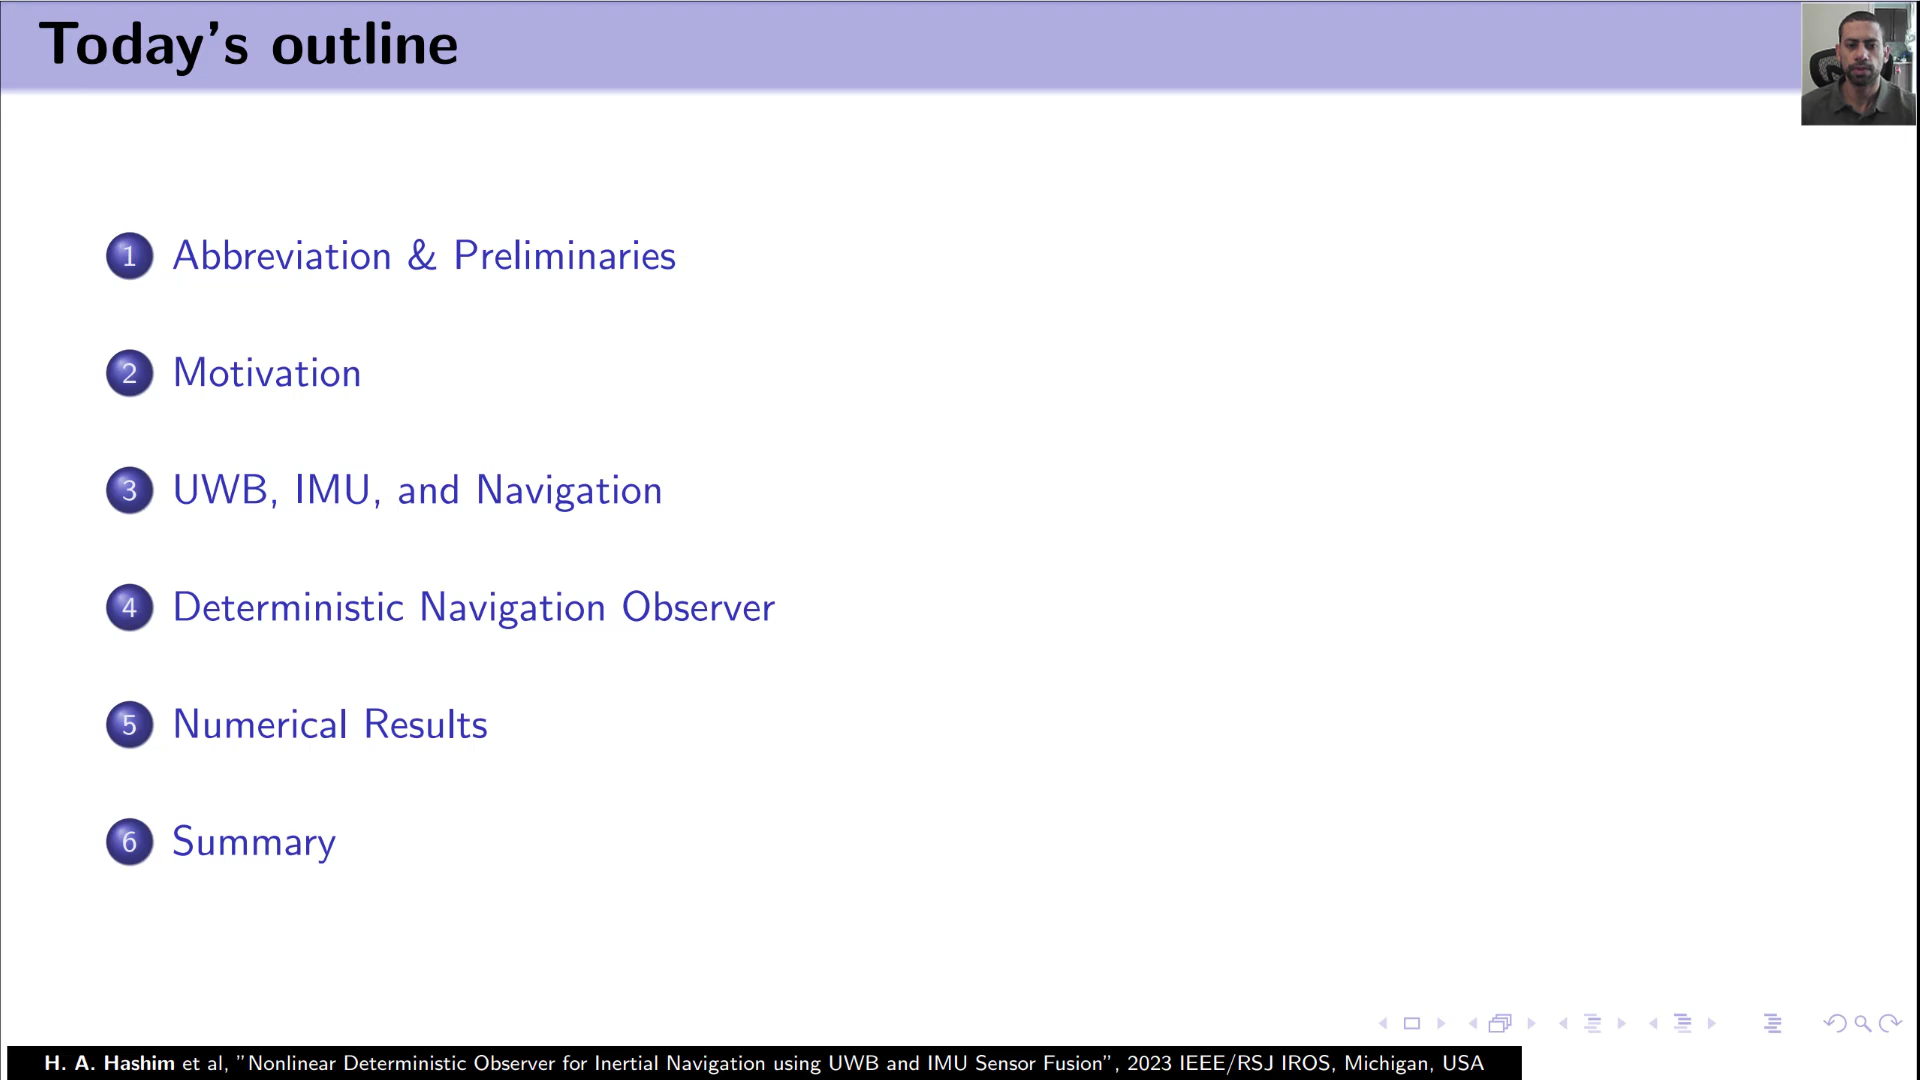 Today's outline
1 Abbreviation & Preliminaries
2 Motivation
3 UWB, IMU, and Navigation
4 Deterministic Navigation Observer
5 Numerical Results
6 Summary
H. A. Hashim et al, "Nonlinear Deterministic Observer for Inertial Navigation using UWB and IMU Sensor Fusion", 2023 IEEE/RSJ IROS, Michigan, USA